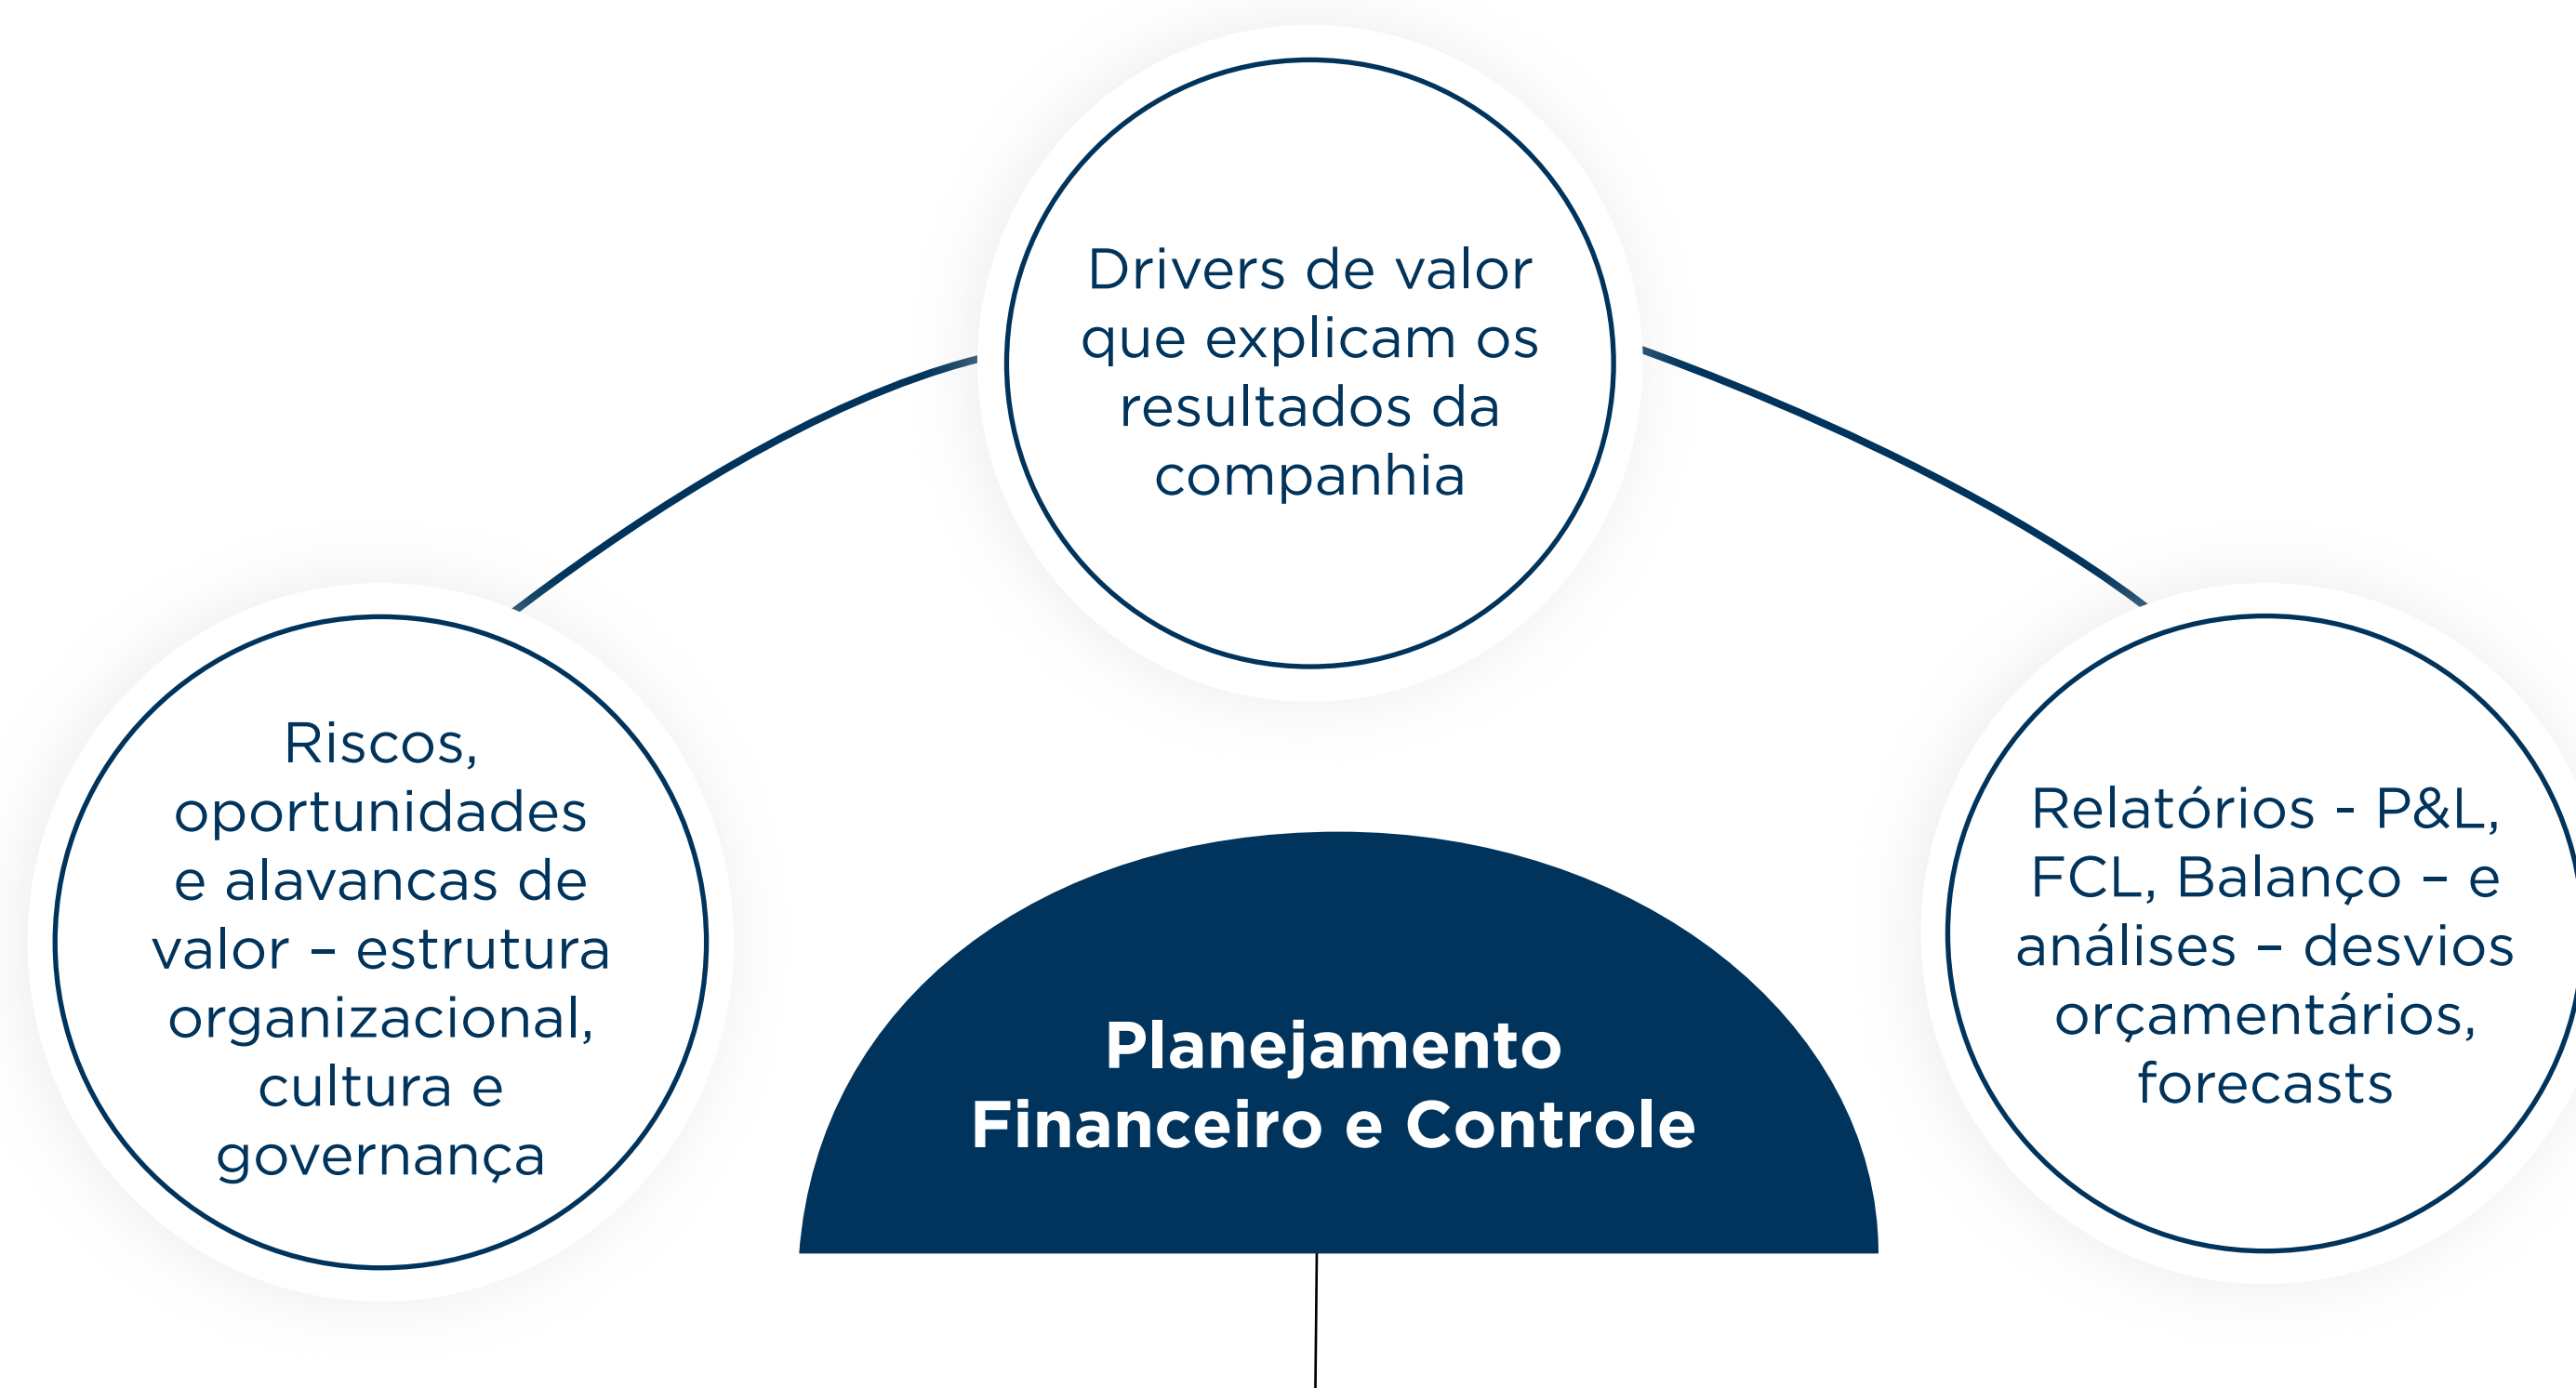 Drivers de valor
que explicam os
resultados da
companhia
Riscos,
oportunidades
e alavancas de
valor – estrutura
organizacional,
cultura e
governança
Relatórios - P&L,
FCL, Balanço – e
análises – desvios
orçamentários,
forecasts
Planejamento
Financeiro e Controle